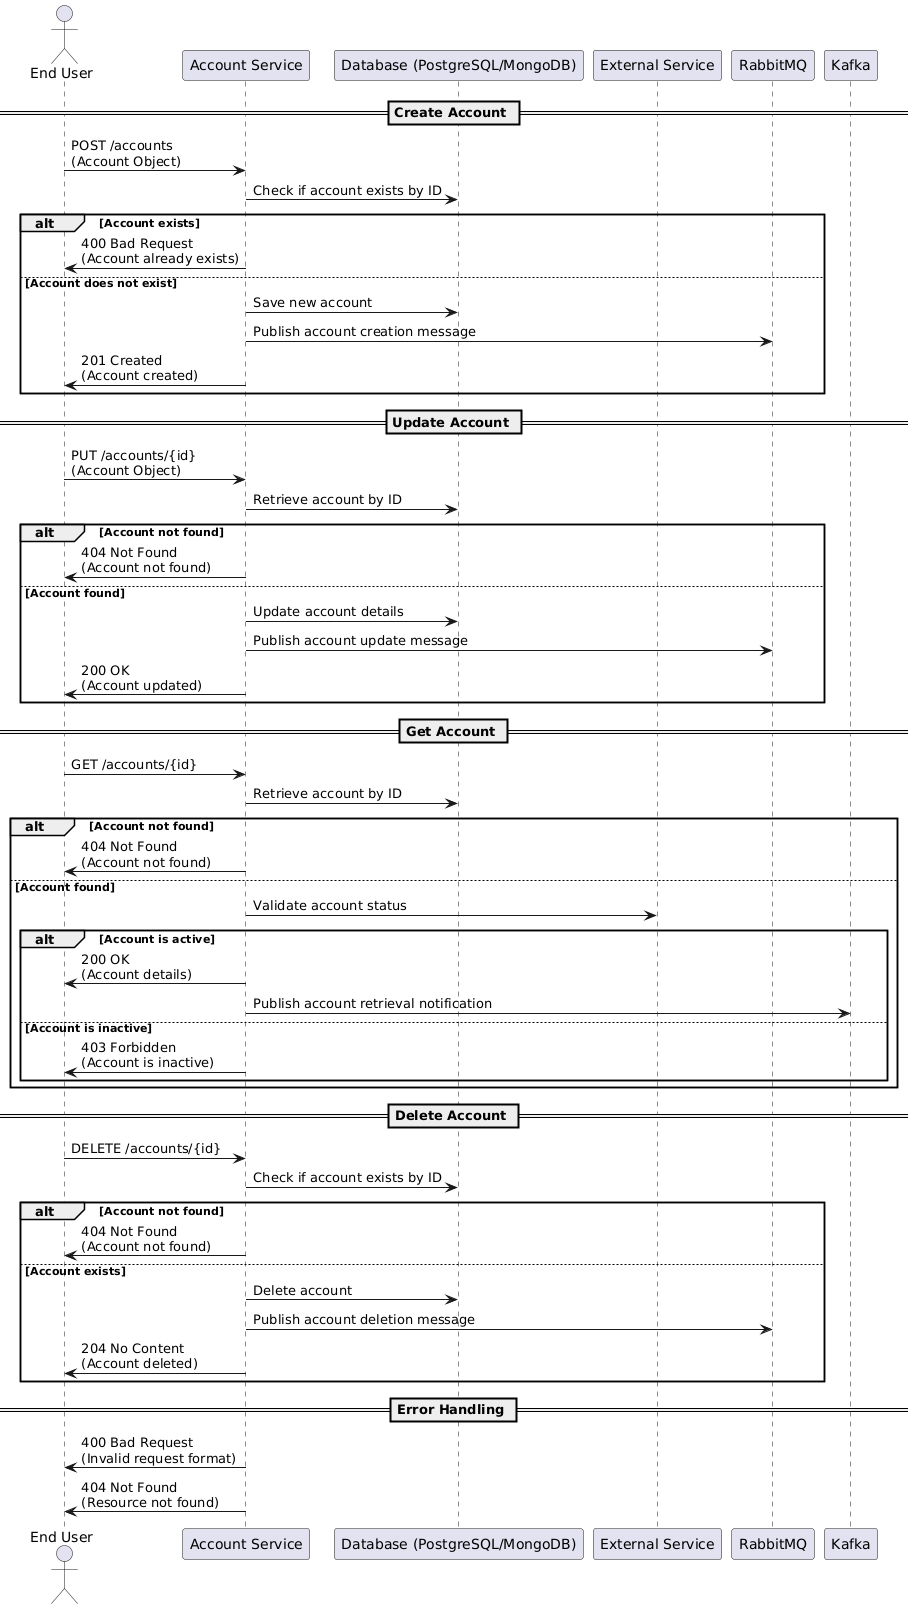 End User
Account Service
Database (PostgreSQL/MongoDB)
External Service
RabbitMQ
Kafka
Create Account
POST /accounts
(Account Object)
Check if account exists by ID
alt
[Account exists]
400 Bad Request
(Account already exists)
[Account does not exist]
Save new account
Publish account creation message
201 Created
(Account created)
Update Account
PUT /accounts/{id}
(Account Object)
Retrieve account by ID
alt
[Account not found]
404 Not Found
(Account not found)
[Account found]
Update account details
Publish account update message
200 OK
(Account updated)
Get Account
GET /accounts/{id}
Retrieve account by ID
alt
[Account not found]
404 Not Found
(Account not found)
[Account found]
Validate account status
alt
[Account is active]
200 OK
(Account details)
Publish account retrieval notification
[Account is inactive]
403 Forbidden
(Account is inactive)
Delete Account
DELETE /accounts/{id}
Check if account exists by ID
alt
[Account not found]
404 Not Found
(Account not found)
[Account exists]
Delete account
Publish account deletion message
204 No Content
(Account deleted)
Error Handling
400 Bad Request
(Invalid request format)
404 Not Found
(Resource not found)
End User
Account Service
Database (PostgreSQL/MongoDB)
External Service
RabbitMQ
Kafka